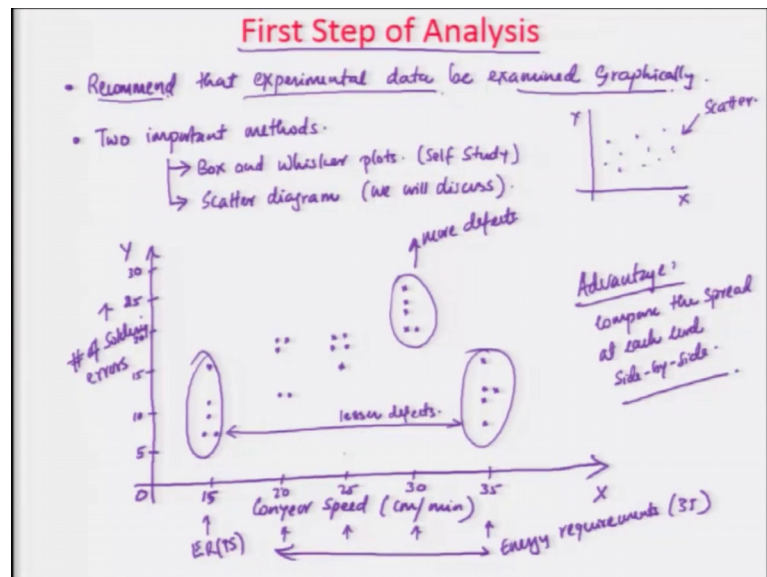 First Step of Analysis
• Recommend that experimental data be examined Graphically.
• Two important methods.
→ Box and Whisker plots. (Self Study)
→ Scatter diagram (we will discuss).
Y
X
Scatter
more defects
Y
30
25
20
15
10
5
0
# of Soldering errors
lesser defects.
Advantage:
Compare the spread
at each level
Side-by-side.
15 20 25 30 35
X
Conyeor Speed (cm/min)
ER(15)
Energy requirements (35)